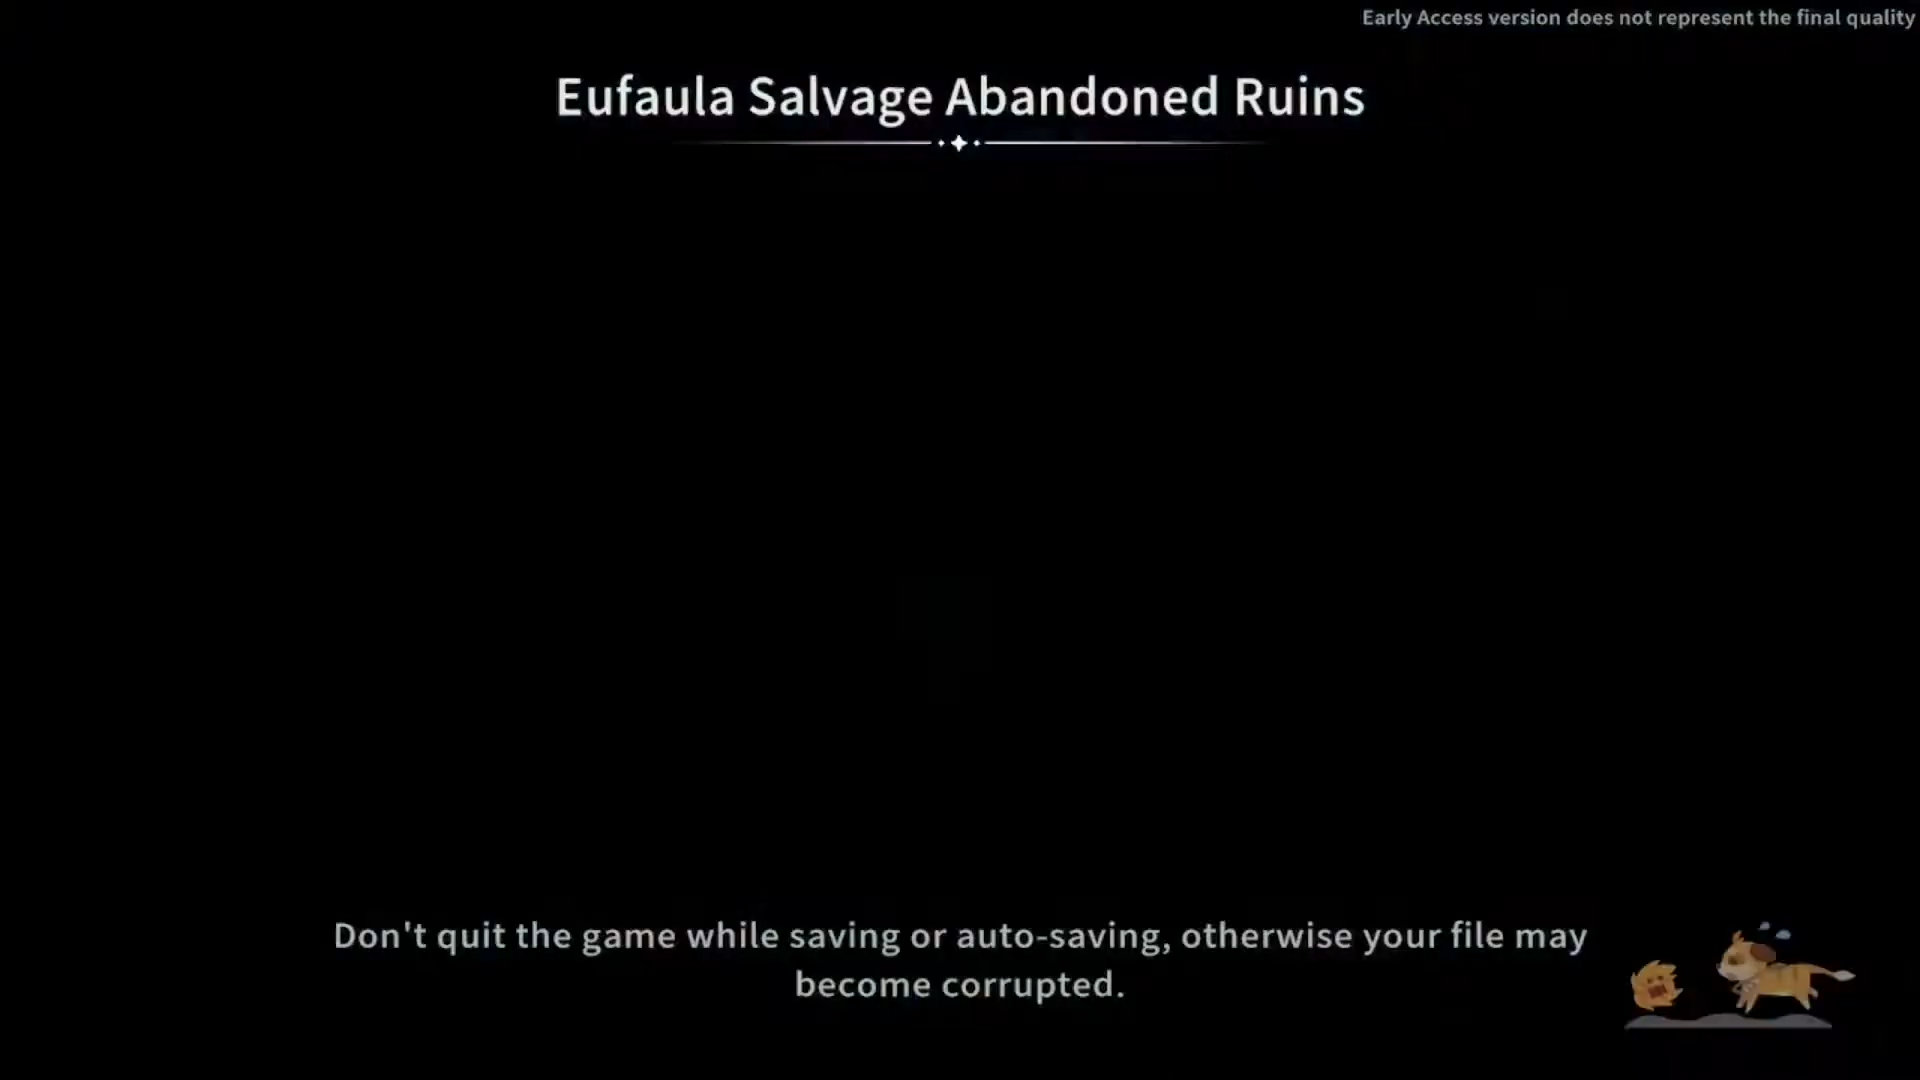 Early Access version does not represent the final quality
Eufaula Salvage Abandoned Ruins
Don't quit the game while saving or auto-saving, otherwise your file may
become corrupted.